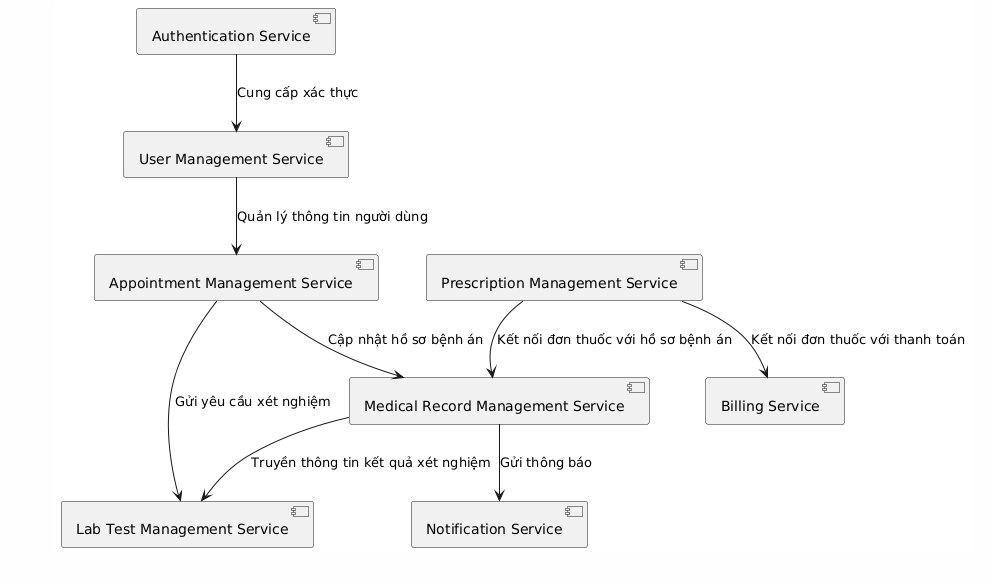 Authentication Service
Cung cấp xác thực
User Management Service
Quản lý thông tin người dùng
Appointment Management Service
Prescription Management Service
Cập nhật hồ sơ bệnh án
Kết nối đơn thuốc với hồ sơ bệnh án
Kết nối đơn thuốc với thanh toán
Gửi yêu cầu xét nghiệm
Medical Record Management Service
Billing Service
Truyền thông tin kết quả xét nghiệm
Gửi thông báo
Lab Test Management Service
Notification Service